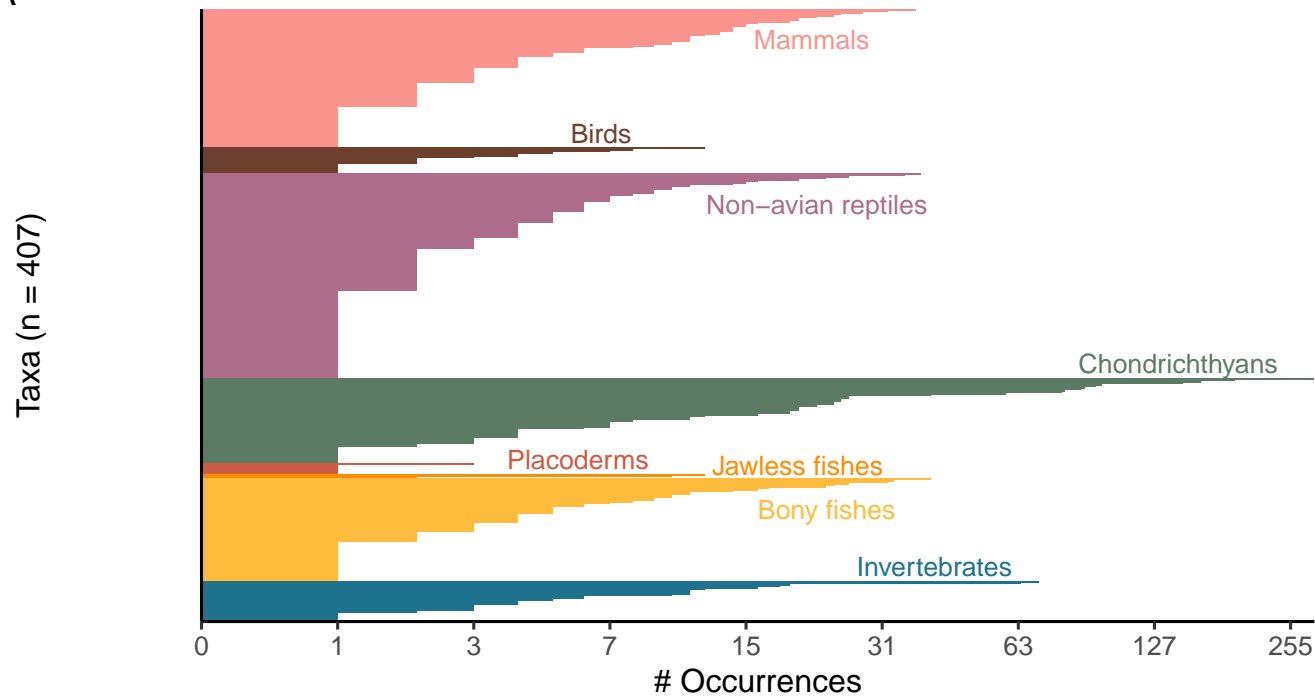 Mammals
Birds
Non−avian reptiles
Chondrichthyans
Placoderms
Jawless fishes
Bony fishes
Invertebrates
Taxa (n = 407)
0 1 3 7 15 31 63 127 255
# Occurrences